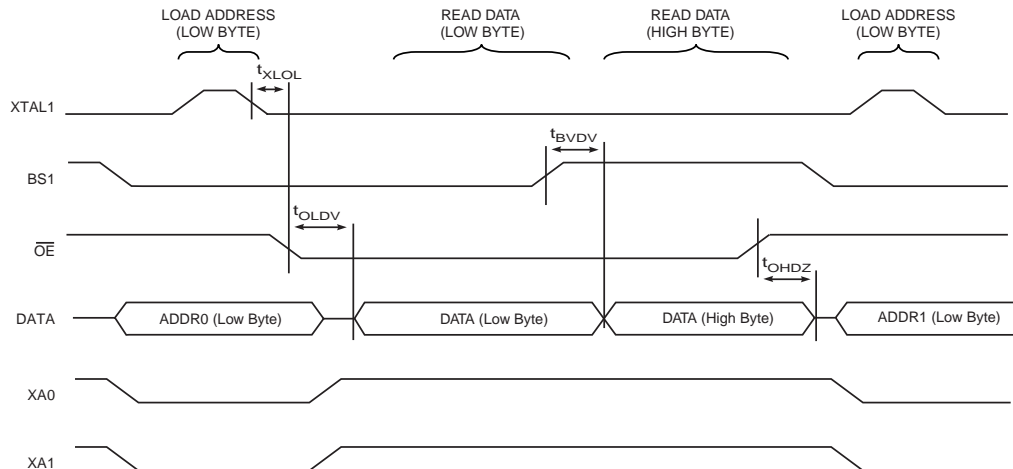 LOAD ADDRESS
(LOW BYTE)
READ DATA
(LOW BYTE)
READ DATA
(HIGH BYTE)
LOAD ADDRESS
(LOW BYTE)
tXLOL
XTAL1
tBVDV
BS1
tOLDV
OE
tOHDZ
DATA
ADDR0 (Low Byte)
DATA (Low Byte)
DATA (High Byte)
ADDR1 (Low Byte)
XA0
XA1